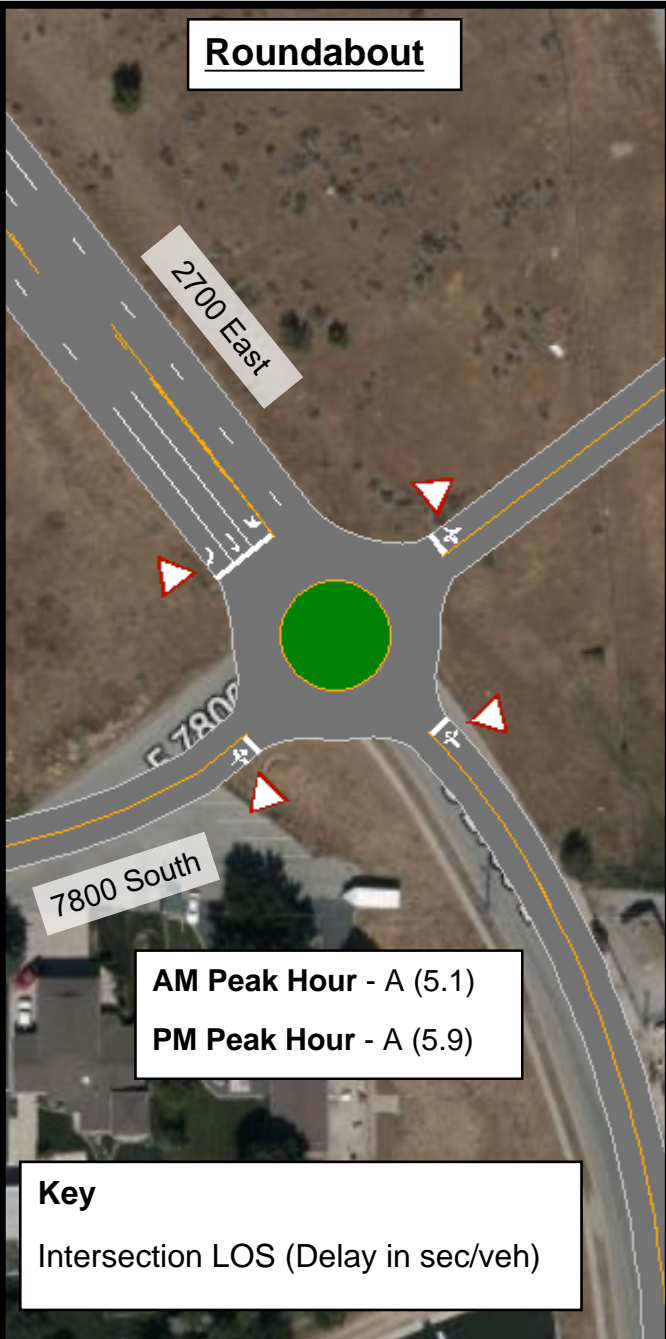 Roundabout
2700 East
E 7800
7800 South
AM Peak Hour - A (5.1)
PM Peak Hour - A (5.9)
Key
Intersection LOS (Delay in sec/veh)